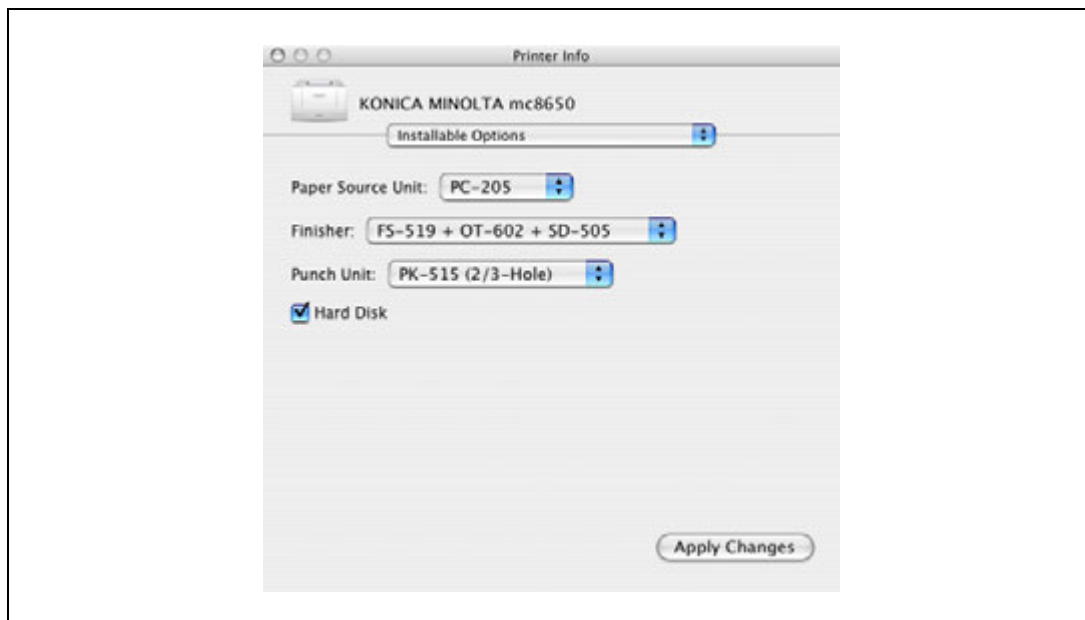 Printer Info
KONICA MINOLTA mc8650
Installable Options
Paper Source Unit: PC-205
Finisher: FS-519 + OT-602 + SD-505
Punch Unit: PK-515 (2/3-Hole)
Hard Disk
Apply Changes